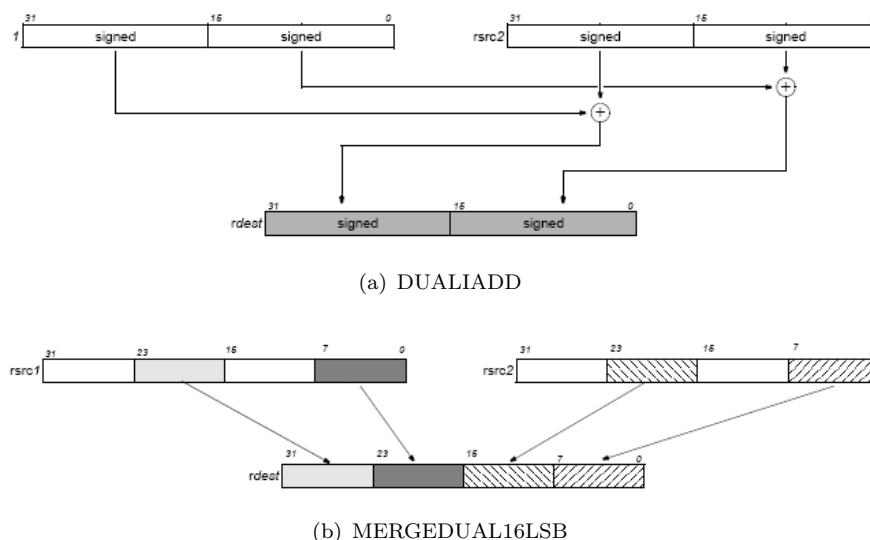 31 15 0 31 15
1 signed signed rsrc2 signed signed
+
+
31 15 0
rdest signed signed
(a) DUALIADD
31 23 15 7 0 31 23 15 7
rsrc1 rsrc2
31 23 15 7 0
rdest
(b) MERGEDUAL16LSB